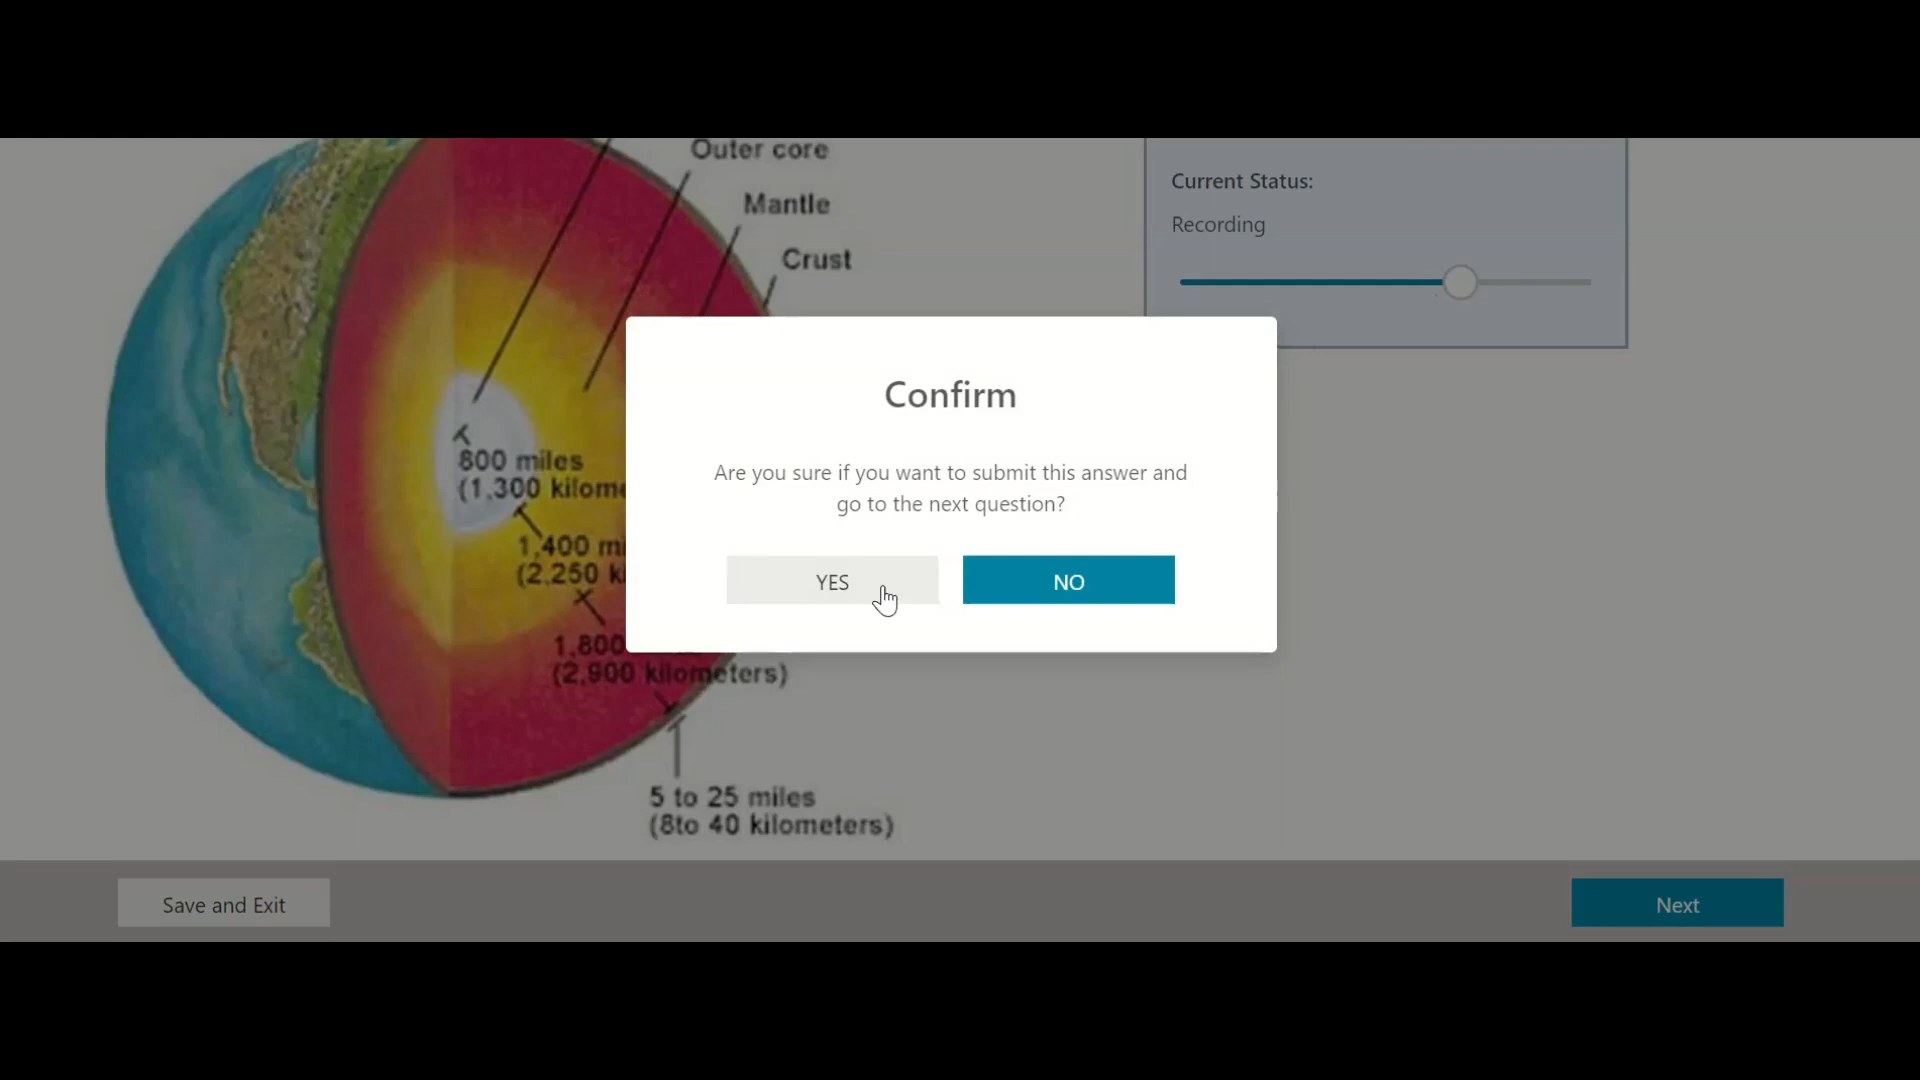 Outer core
Mantle
Crust
Current Status:
Recording
Confirm
Are you sure if you want to submit this answer and
go to the next question?
YES
NO
800 miles
(1,300 kilome
1,400 mi
(2,250 k
1,800
(2,900 kilometers)
5 to 25 miles
(8to 40 kilometers)
Save and Exit
Next